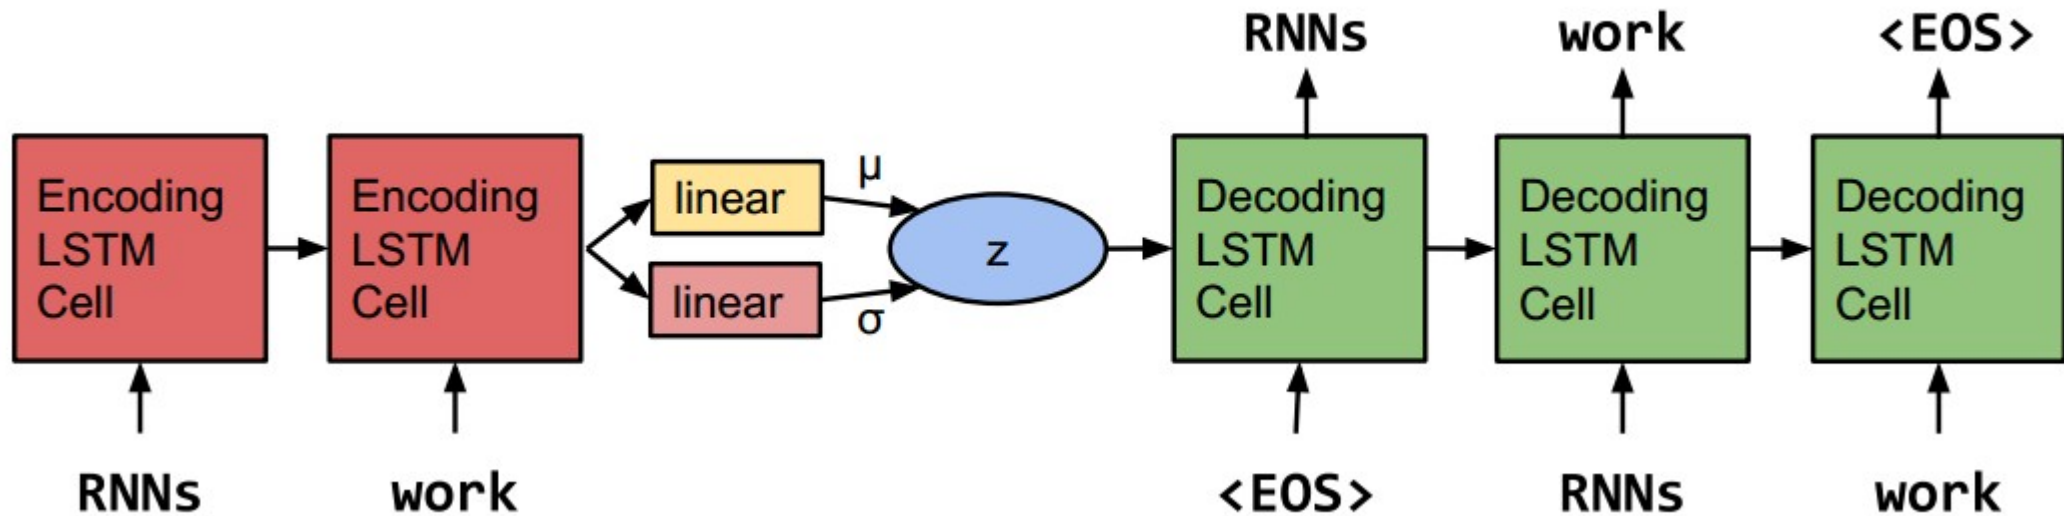 RNNs work <EOS>
Encoding
LSTM
Cell
Encoding
LSTM
Cell
linear
μ
linear
σ
z
Decoding
LSTM
Cell
Decoding
LSTM
Cell
Decoding
LSTM
Cell
RNNs work <EOS> RNNs work